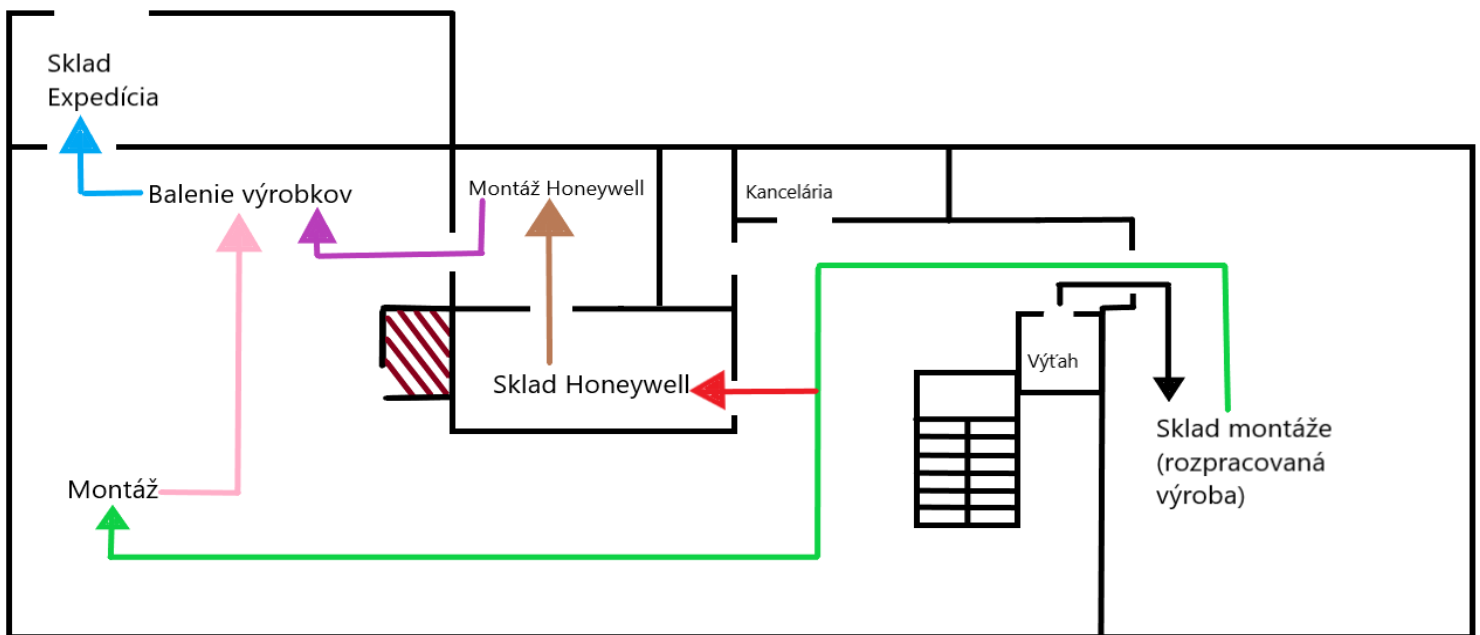 Sklad
Expedícia
Balenie výrobkov
Montáž Honeywell
Kancelária
Výťah
Sklad Honeywell
Sklad montáže
(rozpracovaná
výroba)
Montáž